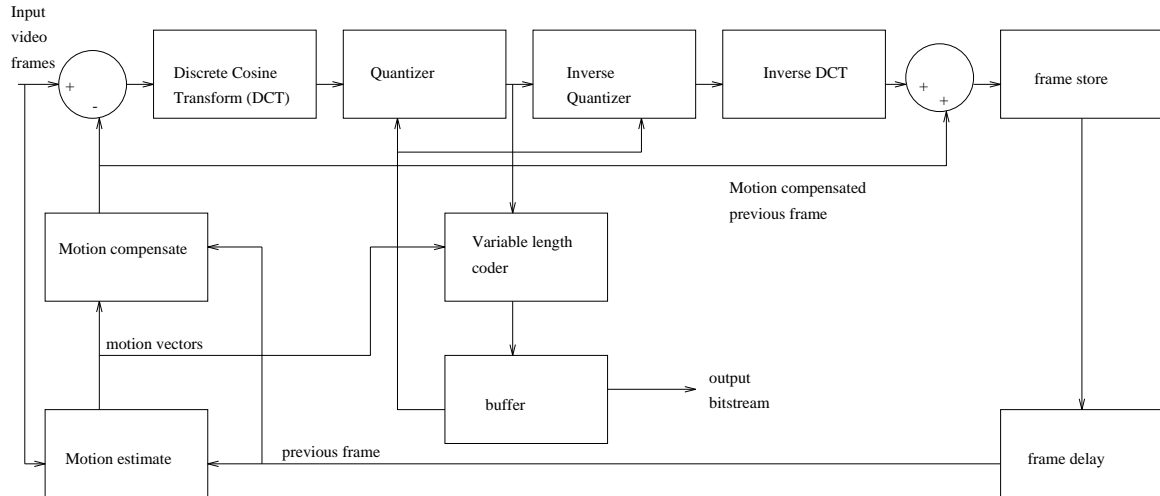 Input
video
frames
+
-
Discrete Cosine
Transform (DCT)
Quantizer
Inverse
Quantizer
Inverse DCT
+
+
frame store
Motion compensated
previous frame
Motion compensate
Variable length
coder
motion vectors
buffer
output
bitstream
Motion estimate
previous frame
frame delay